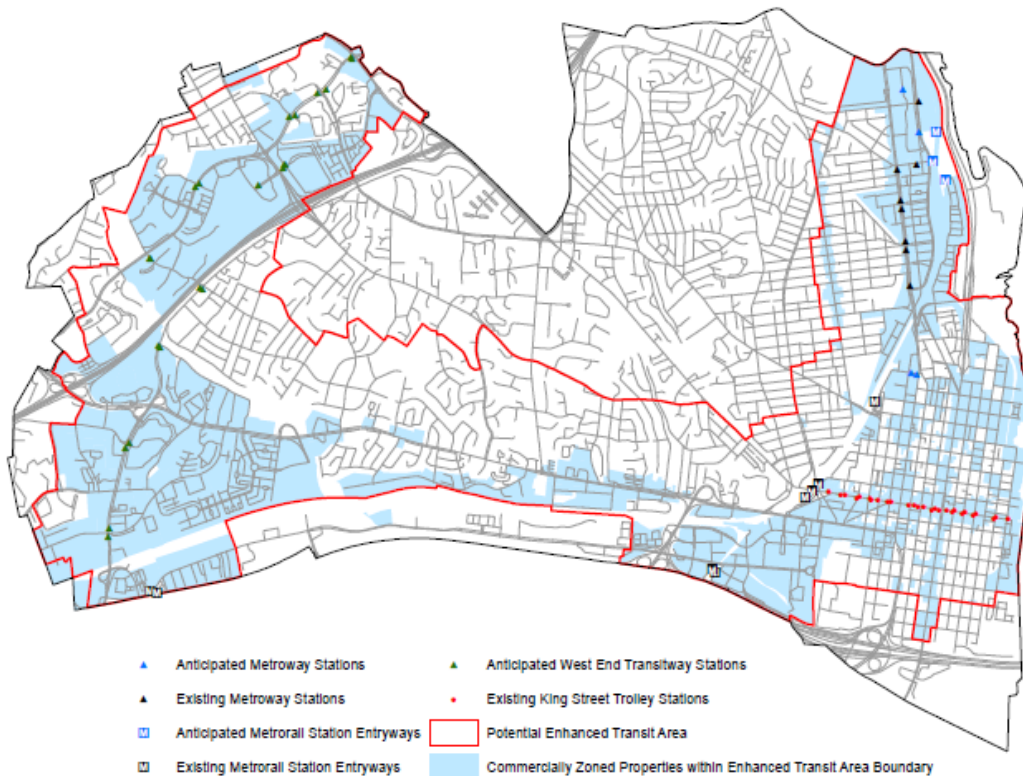 Anticipated Metroway Stations
Anticipated West End Transitway Stations
Existing Metroway Stations
Existing King Street Trolley Stations
M Anticipated Metrorail Station Entryways
Potential Enhanced Transit Area
M Existing Metrorail Station Entryways
Commercially Zoned Properties within Enhanced Transit Area Boundary